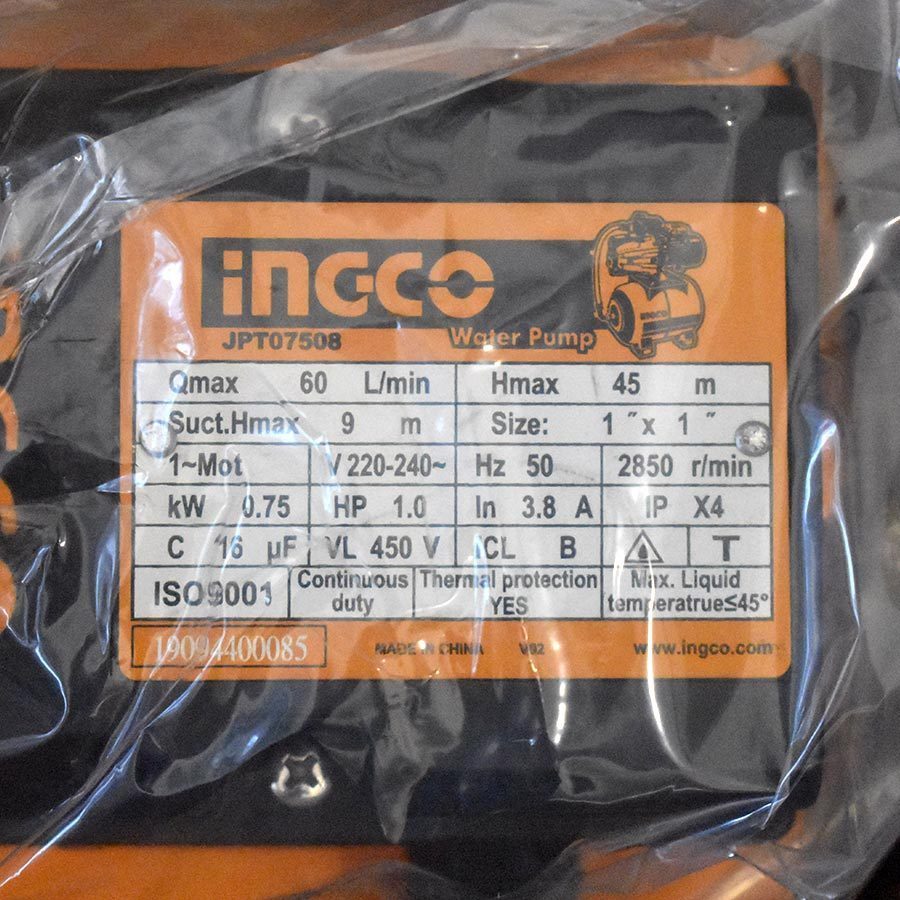 INGCO
JPT07508
Water Pump
INGCO
Qmax 60 L/min Hmax 45 m
Suct.Hmax 9 m Size: 1 ″ x 1 ″
1~Mot V 220-240~ Hz 50 2850 r/min
kW 0.75 HP 1.0 In 3.8 A IP X4
C 16 µF VL 450 V ICL B T
ISO9001 Continuous duty Thermal protection YES Max. Liquid temperatrue≤45°
19094400085 MADE IN CHINA V02 www.ingco.com